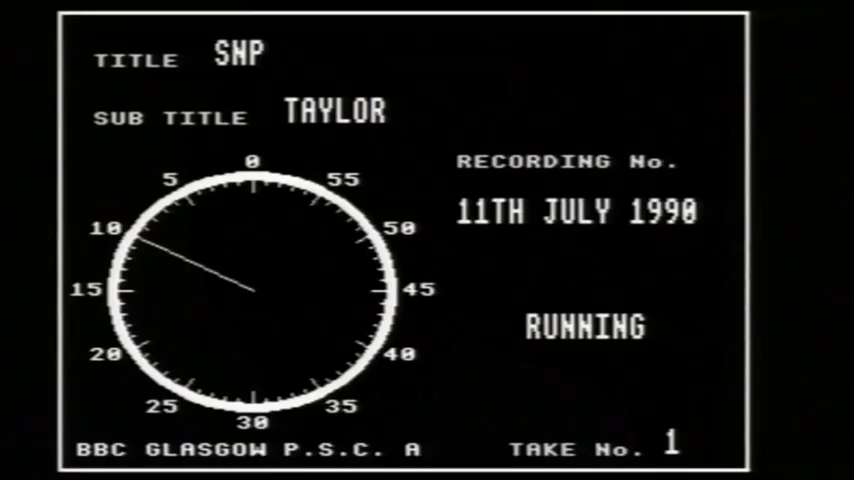 TITLE SNP
SUB TITLE TAYLOR
RECORDING No.
11TH JULY 1990
0
5 55
10 50
15 45
20 40
25 35
30
RUNNING
BBC GLASGOW P.S.C. A
TAKE No. 1